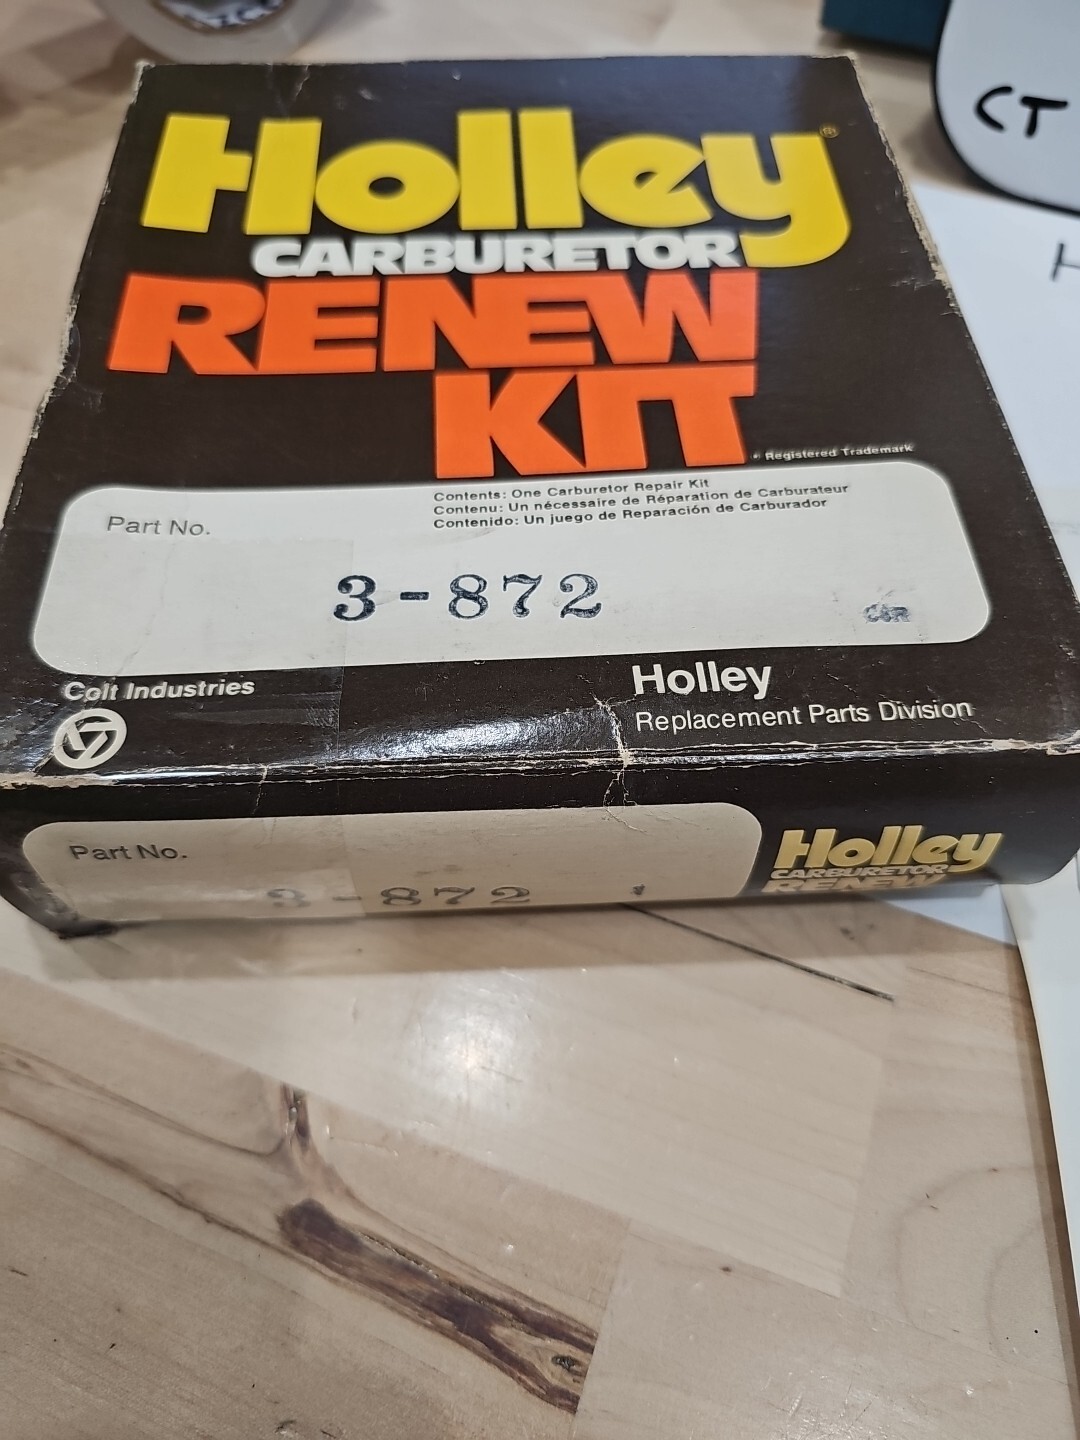 CT
H
Holley®
CARBURETOR
RENEW
KIT
® Registered Trademark
Contents: One Carburetor Repair Kit
Contenu: Un nécessaire de Réparation de Carburateur
Contenido: Un juego de Reparación de Carburador
Part No.
3-872
Colt Industries
Holley
Replacement Parts Division
Part No.
3-872
Holley
CARBURETOR
RENEW